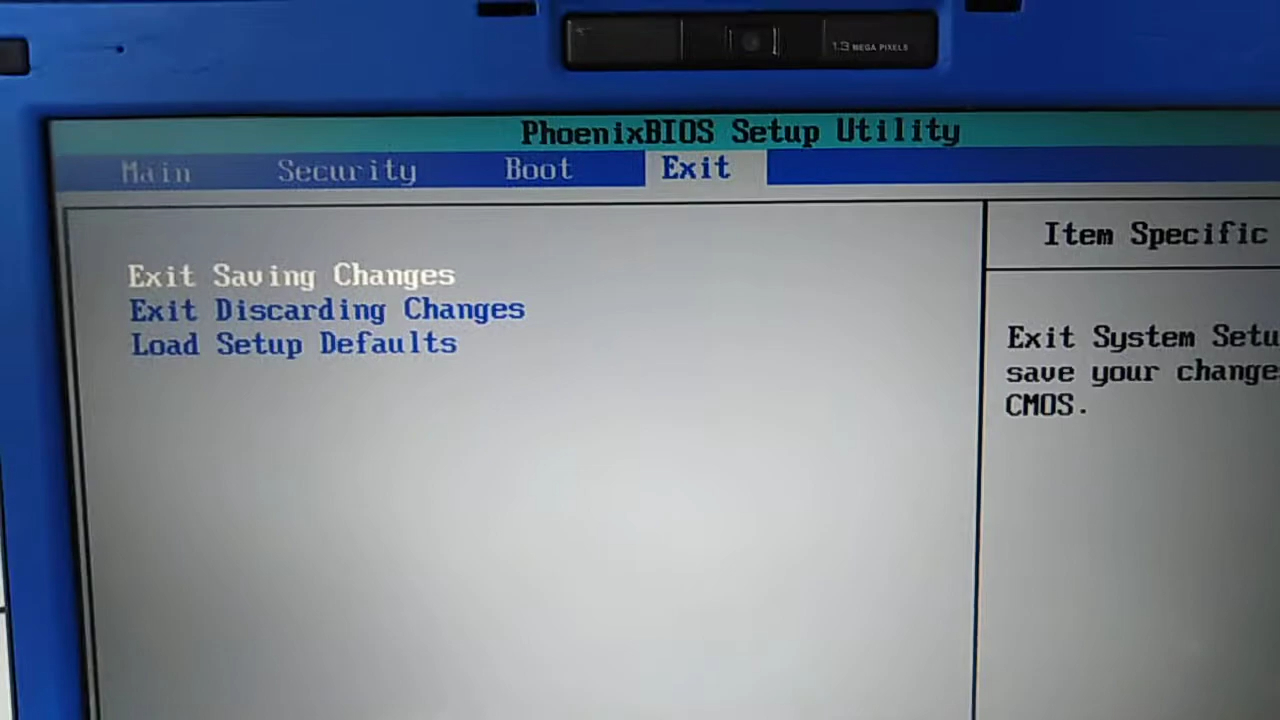 1.3 MEGA PIXELS
PhoenixBIOS Setup Utility
Main Security Boot Exit
Exit Saving Changes
Exit Discarding Changes
Load Setup Defaults
Item Specific
Exit System Setu
save your change
CMOS.